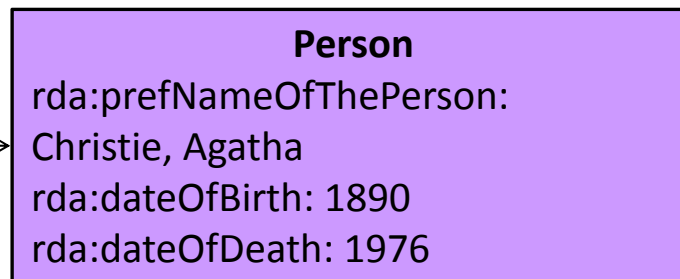 Person
rda:prefNameOfThePerson:
Christie, Agatha
rda:dateOfBirth: 1890
rda:dateOfDeath: 1976